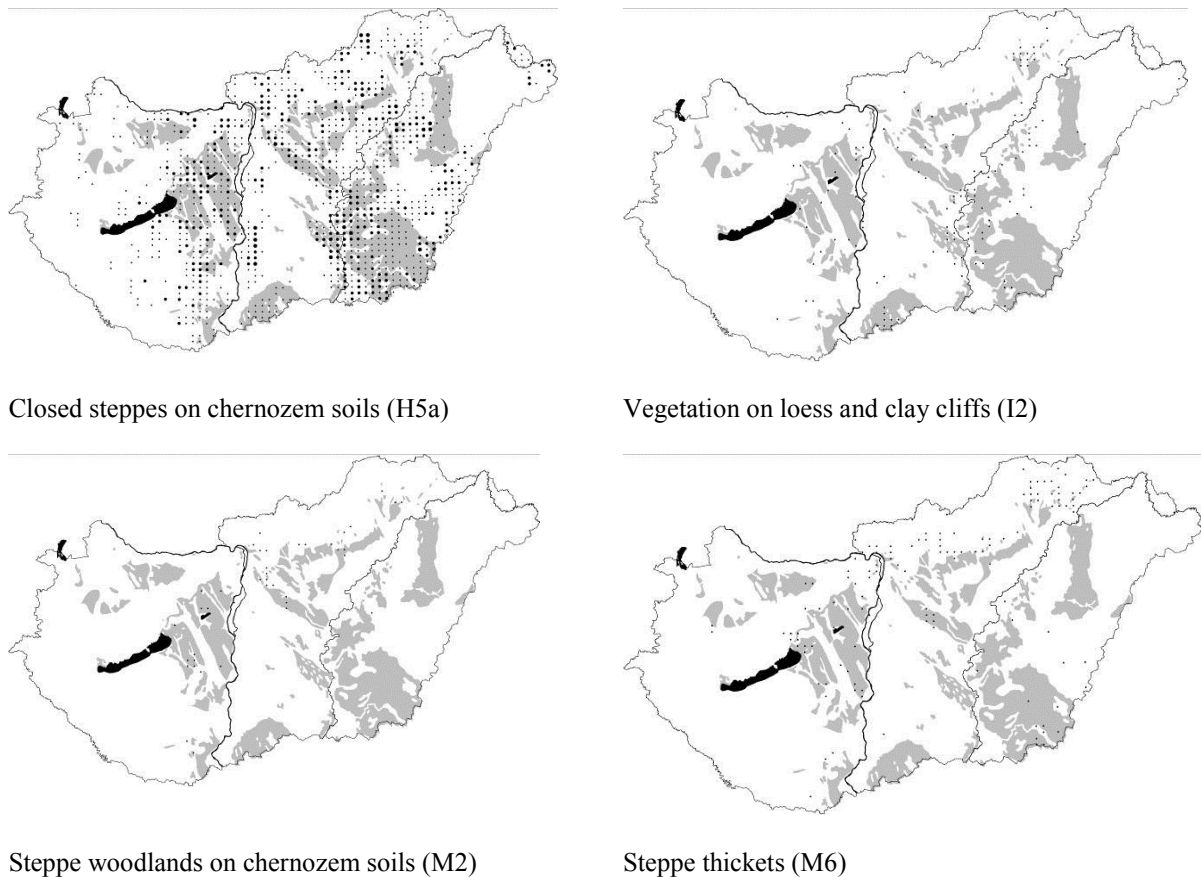 Closed steppes on chernozem soils (H5a)
Vegetation on loess and clay cliffs (I2)
Steppe woodlands on chernozem soils (M2)
Steppe thickets (M6)